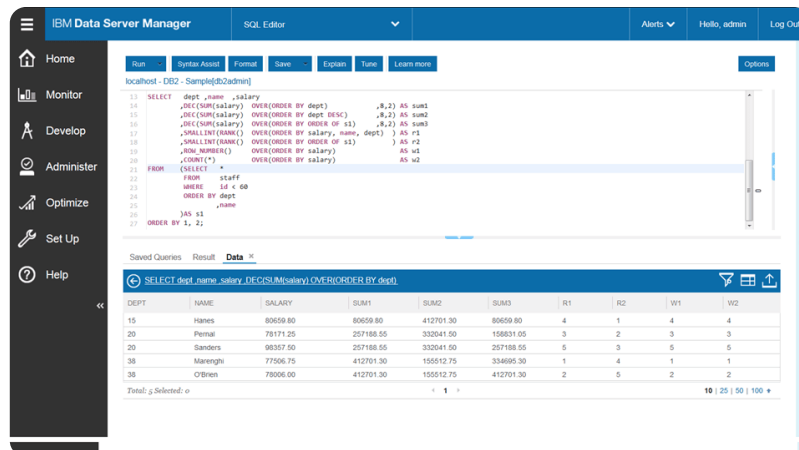 IBM Data Server Manager SQL Editor Alerts Hello, admin Log Out
Home
Monitor
Develop
Administer
Optimize
Set Up
Help
«
Run Syntax Assist Format Save Explain Tune Learn more Options
localhost - DB2 - Sample[db2admin]
13 SELECT dept ,name ,salary
14 ,DEC(SUM(salary) OVER(ORDER BY dept) ,8,2) AS sum1
15 ,DEC(SUM(salary) OVER(ORDER BY dept DESC) ,8,2) AS sum2
16 ,DEC(SUM(salary) OVER(ORDER BY ORDER OF s1) ,8,2) AS sum3
17 ,SMALLINT(RANK() OVER(ORDER BY salary, name, dept) ) AS r1
18 ,SMALLINT(RANK() OVER(ORDER BY ORDER OF s1) ) AS r2
19 ,ROW_NUMBER() OVER(ORDER BY salary) AS w1
20 ,COUNT(*) OVER(ORDER BY salary) AS w2
21 FROM (SELECT *
22 FROM staff
23 WHERE id < 60
24 ORDER BY dept
25 ,name
26 )AS s1
27 ORDER BY 1, 2;
Saved Queries Result Data ×
SELECT dept ,name ,salary ,DEC(SUM(salary) OVER(ORDER BY dept)
DEPT NAME SALARY SUM1 SUM2 SUM3 R1 R2 W1 W2
15 Hanes 80659.80 80659.80 412701.30 80659.80 4 1 4 4
20 Pernal 78171.25 257188.55 332041.50 158831.05 3 2 3 3
20 Sanders 98357.50 257188.55 332041.50 257188.55 5 3 5 5
38 Marenghi 77506.75 412701.30 155512.75 334695.30 1 4 1 1
38 O'Brien 78006.00 412701.30 155512.75 412701.30 2 5 2 2
Total: 5 Selected: 0 ‹ 1 › 10 | 25 | 50 | 100